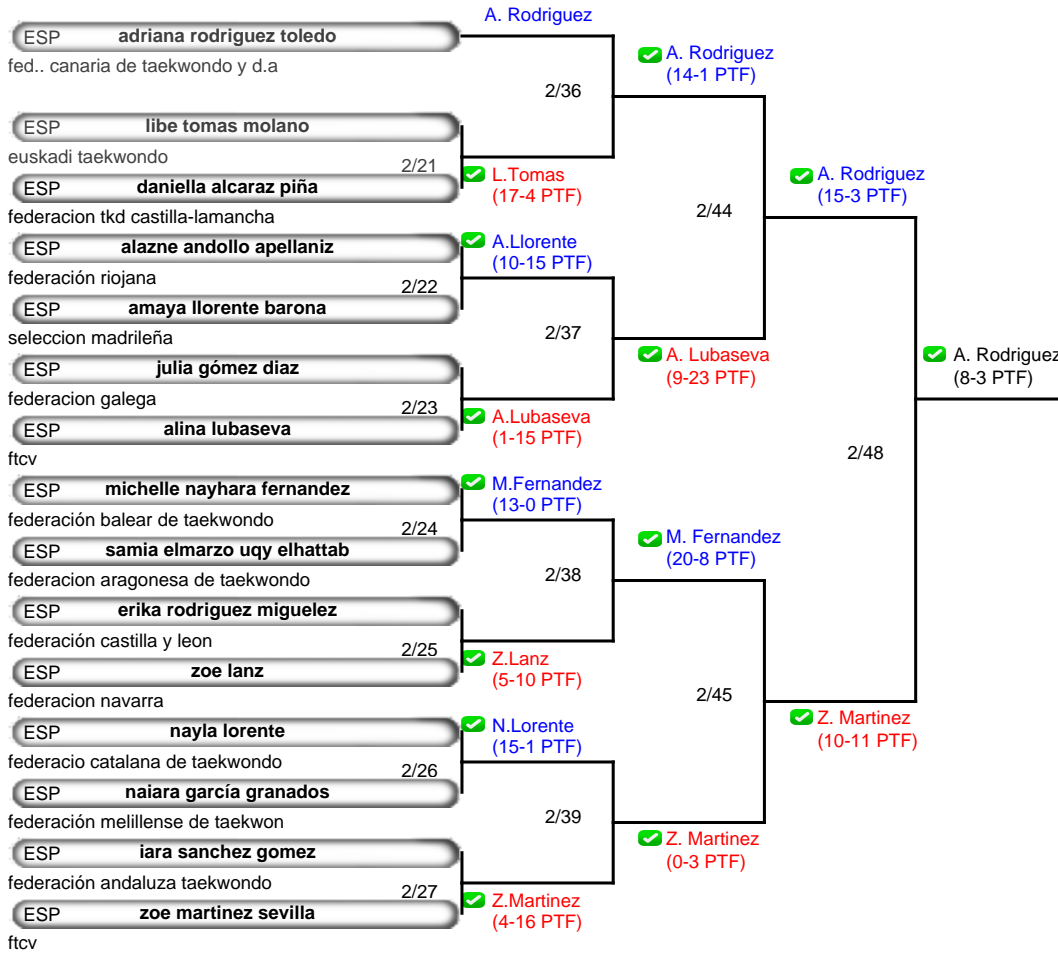 A. Rodriguez
ESP adriana rodriguez toledo
fed.. canaria de taekwondo y d.a
A. Rodriguez
(14-1 PTF)
2/36
ESP libe tomas molano
euskadi taekwondo
2/21
L.Tomas
(17-4 PTF)
ESP daniella alcaraz piña
federacion tkd castilla-lamancha
A. Rodriguez
(15-3 PTF)
2/44
ESP alazne andollo apellaniz
A.Llorente
(10-15 PTF)
federación riojana
2/22
ESP amaya llorente barona
seleccion madrileña
2/37
ESP julia gómez diaz
A. Lubaseva
(9-23 PTF)
A. Rodriguez
(8-3 PTF)
federacion galega
2/23
ESP alina lubaseva
A.Lubaseva
(1-15 PTF)
ftcv
2/48
ESP michelle nayhara fernandez
M.Fernandez
(13-0 PTF)
federación balear de taekwondo
2/24
ESP samia elmarzo uqy elhattab
M. Fernandez
(20-8 PTF)
federacion aragonesa de taekwondo
2/38
ESP erika rodriguez miguelez
federación castilla y leon
2/25
ESP zoe lanz
Z.Lanz
(5-10 PTF)
federacion navarra
2/45
ESP nayla lorente
N.Lorente
(15-1 PTF)
Z. Martinez
(10-11 PTF)
federacio catalana de taekwondo
2/26
ESP naiara garcía granados
federación melillense de taekwon
2/39
ESP iara sanchez gomez
Z. Martinez
(0-3 PTF)
federación andaluza taekwondo
2/27
ESP zoe martinez sevilla
Z.Martinez
(4-16 PTF)
ftcv